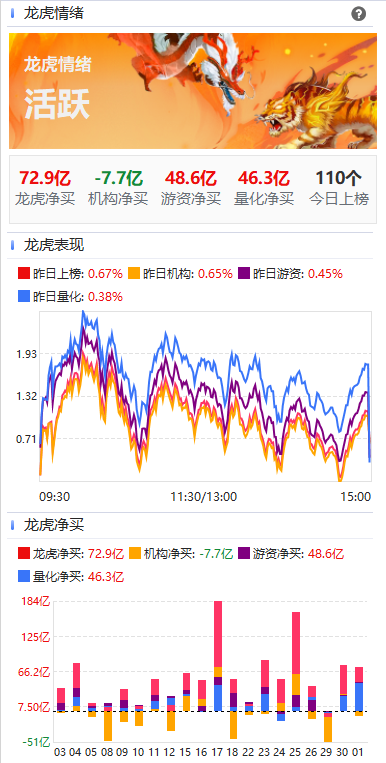 龙虎情绪
?
龙虎情绪
活跃
72.9亿 -7.7亿 48.6亿 46.3亿 110个
龙虎净买 机构净买 游资净买 量化净买 今日上榜
龙虎表现
昨日上榜: 0.67% 昨日机构: 0.65% 昨日游资: 0.45%
昨日量化: 0.38%
1.93
1.32
0.71
09:30 11:30/13:00 15:00
龙虎净买
龙虎净买: 72.9亿 机构净买: -7.7亿 游资净买: 48.6亿
量化净买: 46.3亿
184亿
125亿
66.2亿
7.50亿
-51亿
03 04 05 08 09 10 11 12 15 16 17 18 22 23 24 25 26 29 30 01